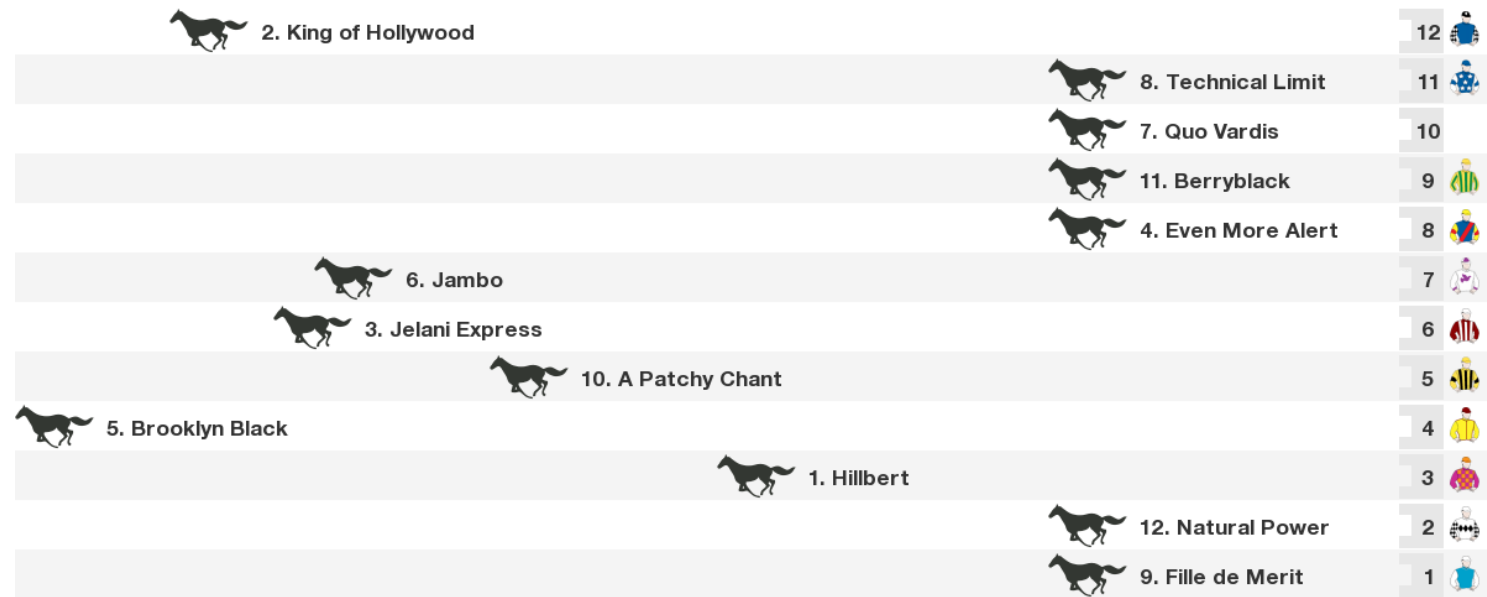 2. King of Hollywood 12
8. Technical Limit 11
7. Quo Vardis 10
11. Berryblack 9
4. Even More Alert 8
6. Jambo 7
3. Jelani Express 6
10. A Patchy Chant 5
5. Brooklyn Black 4
1. Hillbert 3
12. Natural Power 2
9. Fille de Merit 1